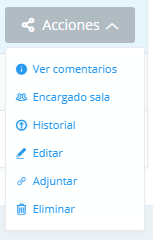 Acciones
Ver comentarios
Encargado sala
Historial
Editar
Adjuntar
Eliminar